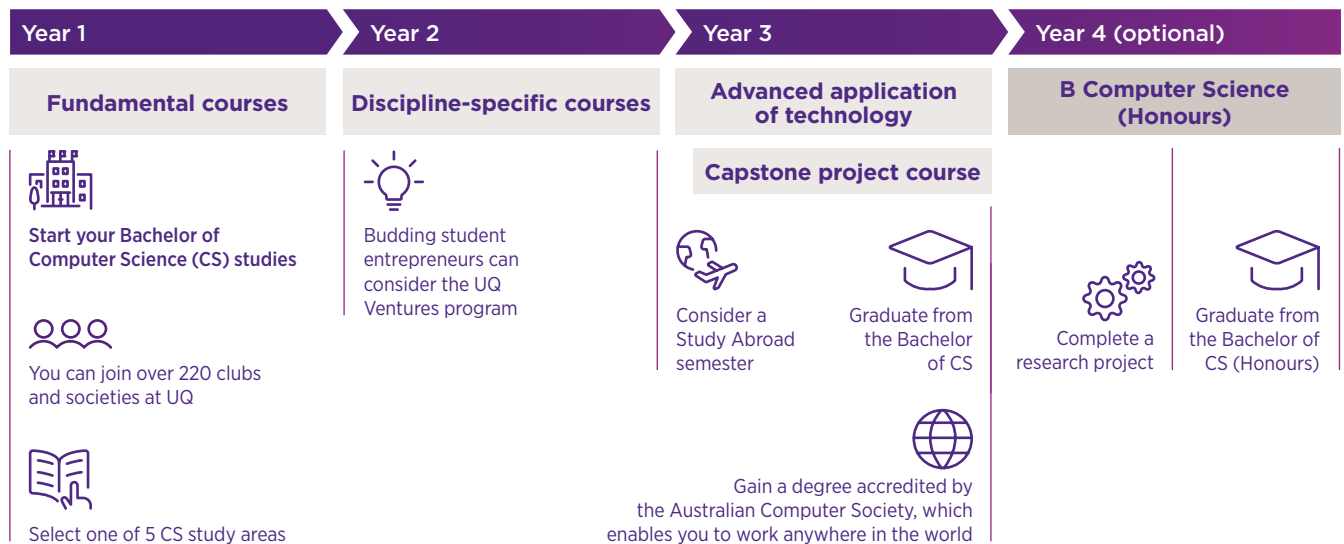 Year 1
Year 2
Year 3
Year 4 (optional)
Fundamental courses
Discipline-specific courses
Advanced application
of technology
B Computer Science
(Honours)
Capstone project course
Start your Bachelor of
Computer Science (CS) studies
You can join over 220 clubs
and societies at UQ
Select one of 5 CS study areas
Budding student
entrepreneurs can
consider the UQ
Ventures program
Consider a
Study Abroad
semester
Graduate from
the Bachelor
of CS
Gain a degree accredited by
the Australian Computer Society, which
enables you to work anywhere in the world
Complete a
research project
Graduate from
the Bachelor of
CS (Honours)